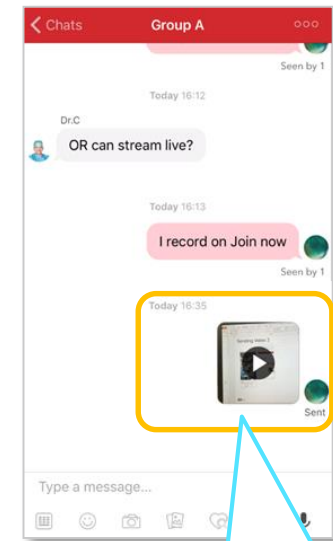 Chats
Group A
Seen by 1
Today 16:12
Dr.C
OR can stream live?
Today 16:13
I record on Join now
Seen by 1
Today 16:35
Sent
Type a message...